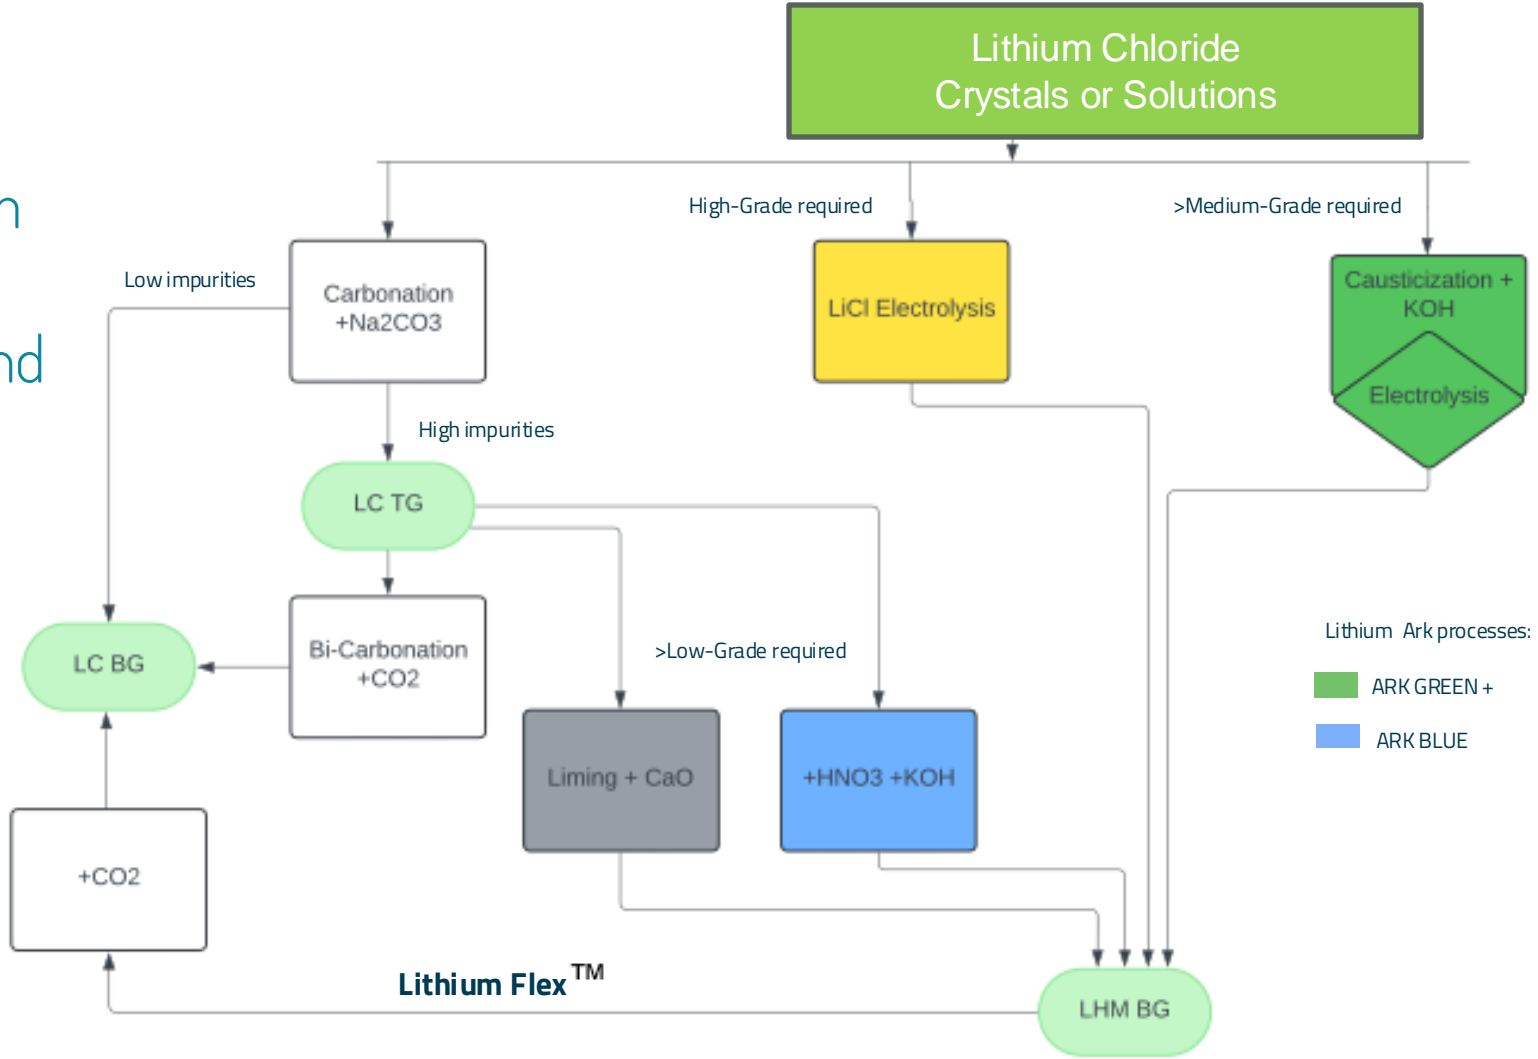 Lithium Chloride
Crystals or Solutions
High-Grade required
>Medium-Grade required
Low impurities
Carbonation
+Na2CO3
LiCl Electrolysis
Causticization +
KOH
Electrolysis
High impurities
LC TG
LC BG
Bi-Carbonation
+CO2
>Low-Grade required
Lithium Ark processes:
ARK GREEN +
ARK BLUE
Liming + CaO
+HNO3 +KOH
+CO2
Lithium Flex™
LHM BG